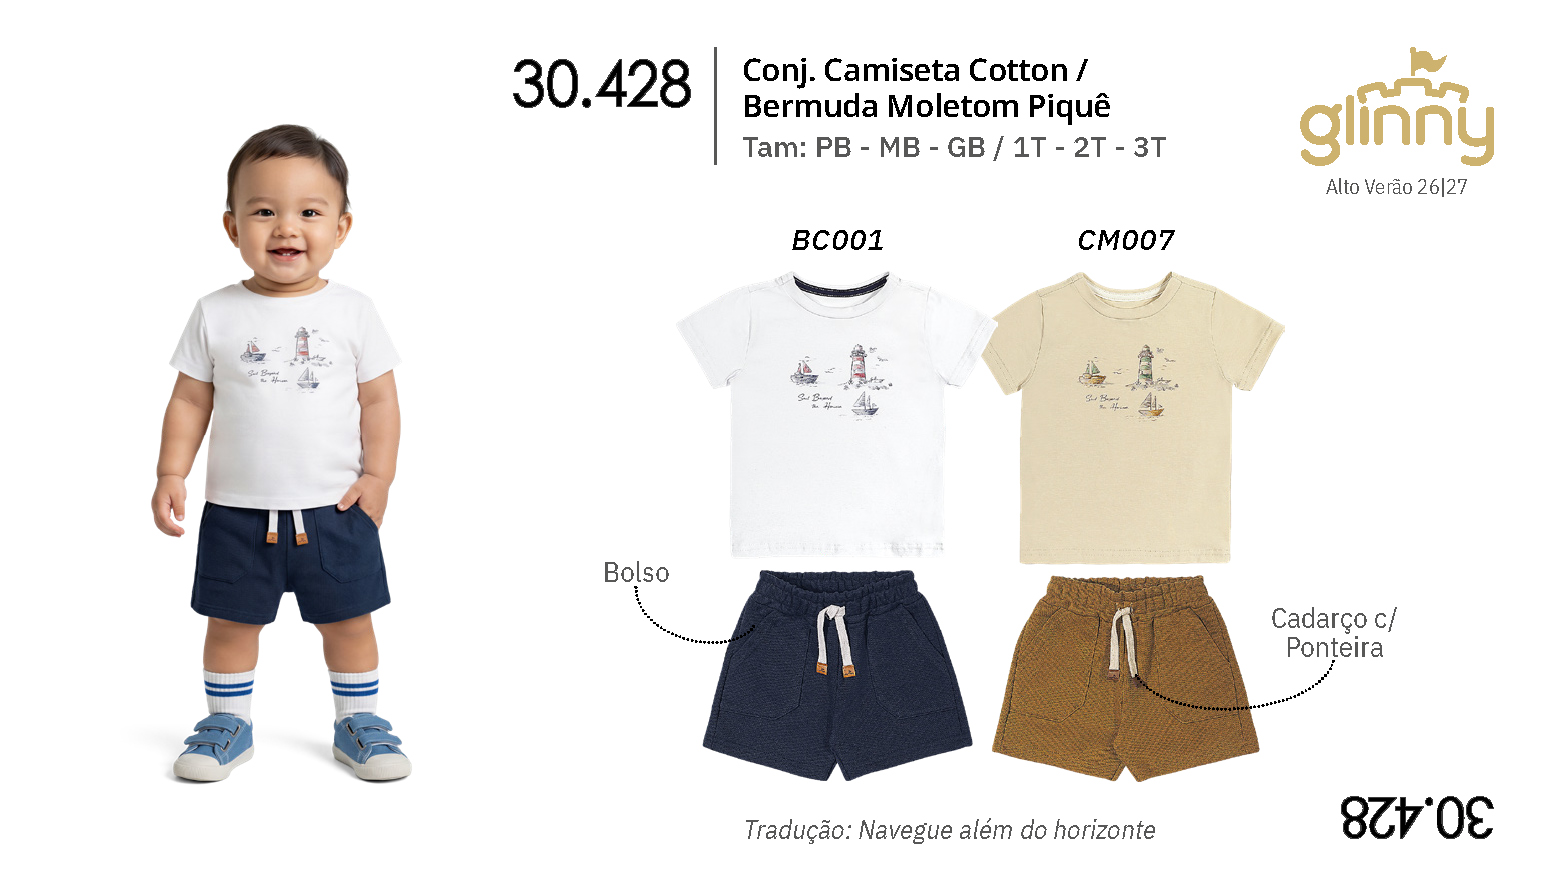 30.428
Conj. Camiseta Cotton /
Bermuda Moletom Piquê
Tam: PB - MB - GB / 1T - 2T - 3T
glinny
Alto Verão 26|27
BC001
CM007
Bolso
Cadarço c/
Ponteira
Tradução: Navegue além do horizonte
30.428